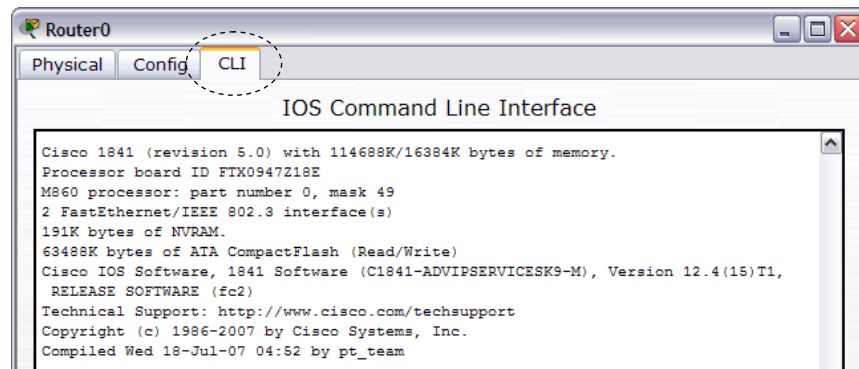 Router0
Physical Config CLI
IOS Command Line Interface
Cisco 1841 (revision 5.0) with 114688K/16384K bytes of memory.
Processor board ID FTX0947Z18E
M860 processor: part number 0, mask 49
2 FastEthernet/IEEE 802.3 interface(s)
191K bytes of NVRAM.
63488K bytes of ATA CompactFlash (Read/Write)
Cisco IOS Software, 1841 Software (C1841-ADVIPSERVICESK9-M), Version 12.4(15)T1,
RELEASE SOFTWARE (fc2)
Technical Support: http://www.cisco.com/techsupport
Copyright (c) 1986-2007 by Cisco Systems, Inc.
Compiled Wed 18-Jul-07 04:52 by pt_team